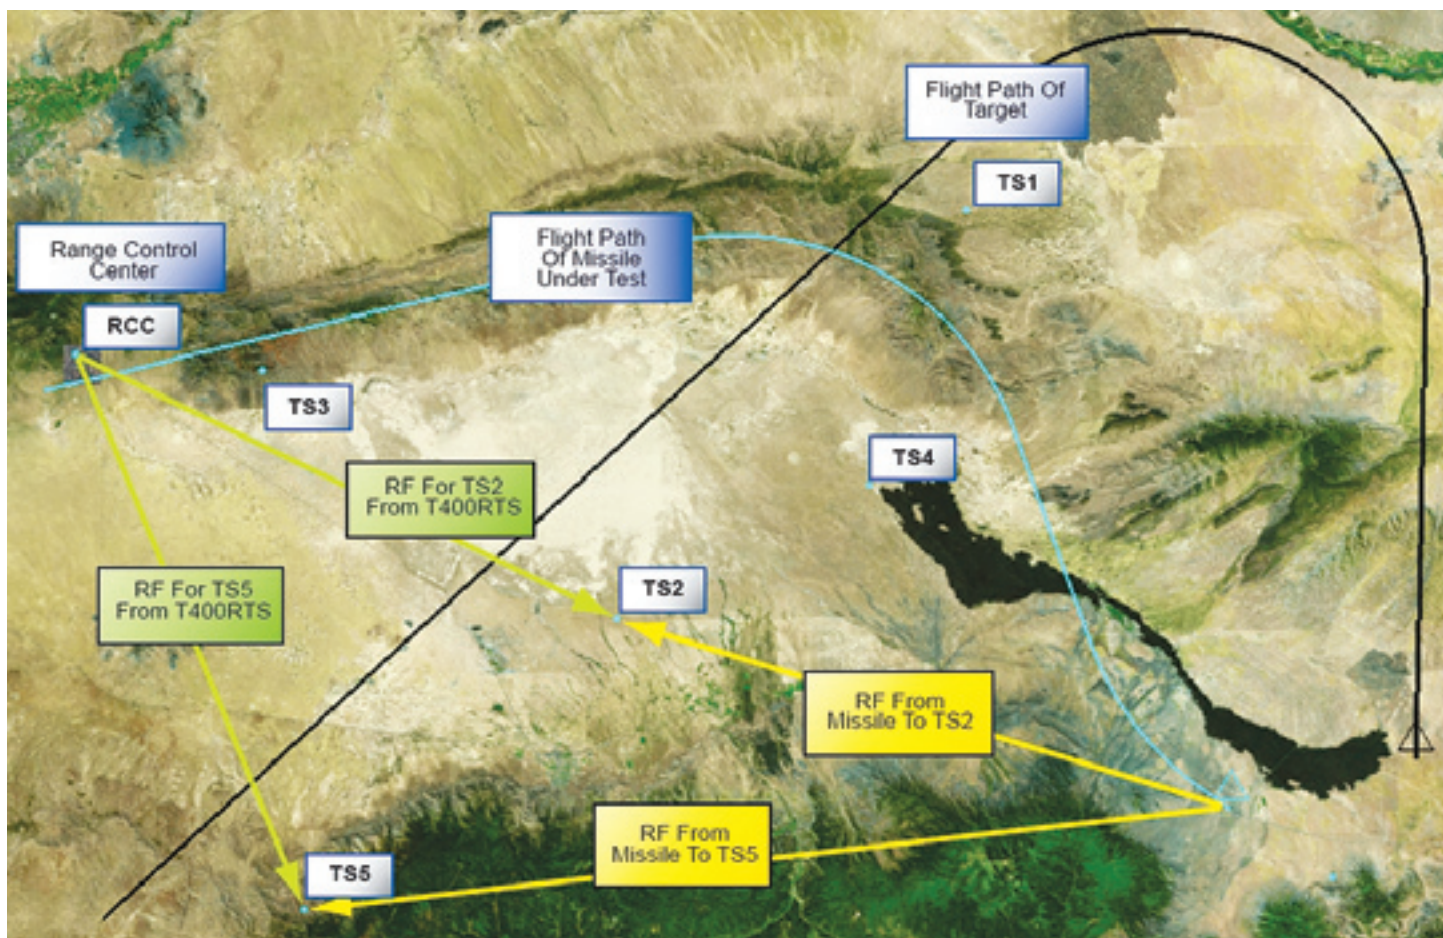 Flight Path Of
Target
TS1
Range Control
Center
Flight Path
Of Missile
Under Test
RCC
TS3
TS4
RF For TS2
From T400RTS
RF For TS5
From T400RTS
TS2
RF From
Missile To TS2
RF From
Missile To TS5
TS5